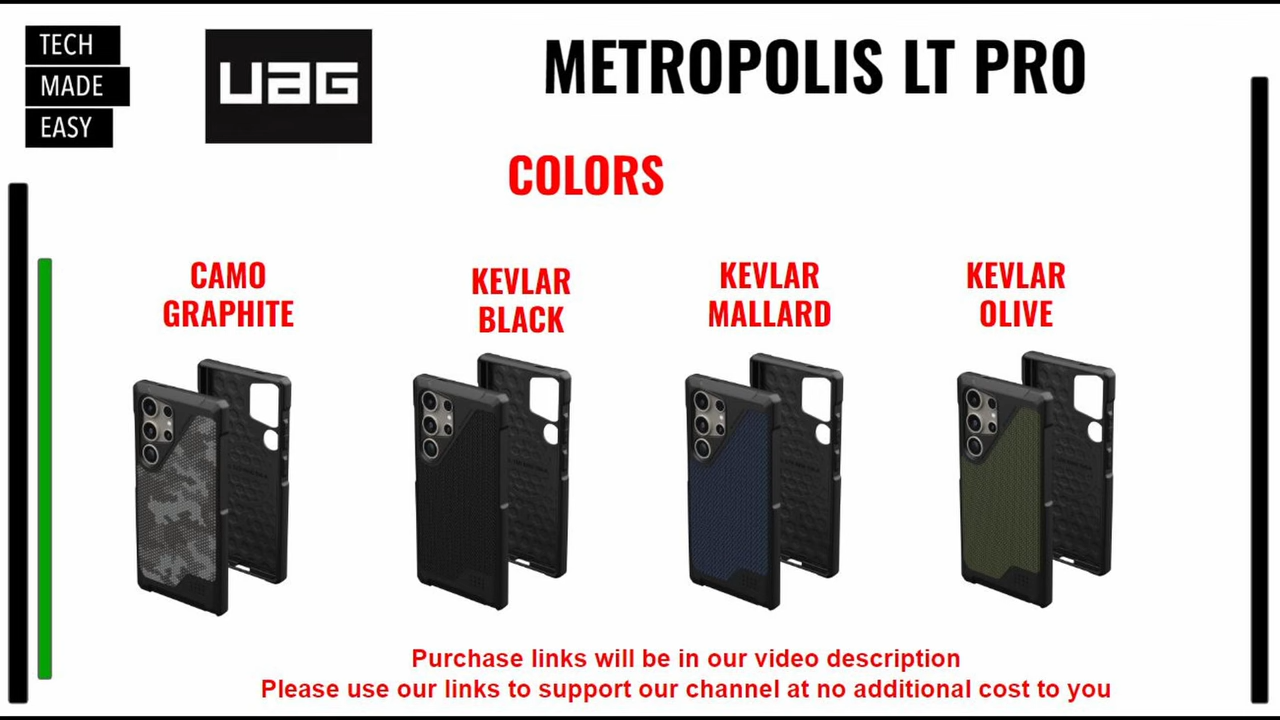 TECH
MADE
EASY
UAG
METROPOLIS LT PRO
COLORS
CAMO
GRAPHITE
KEVLAR
BLACK
KEVLAR
MALLARD
KEVLAR
OLIVE
Purchase links will be in our video description
Please use our links to support our channel at no additional cost to you